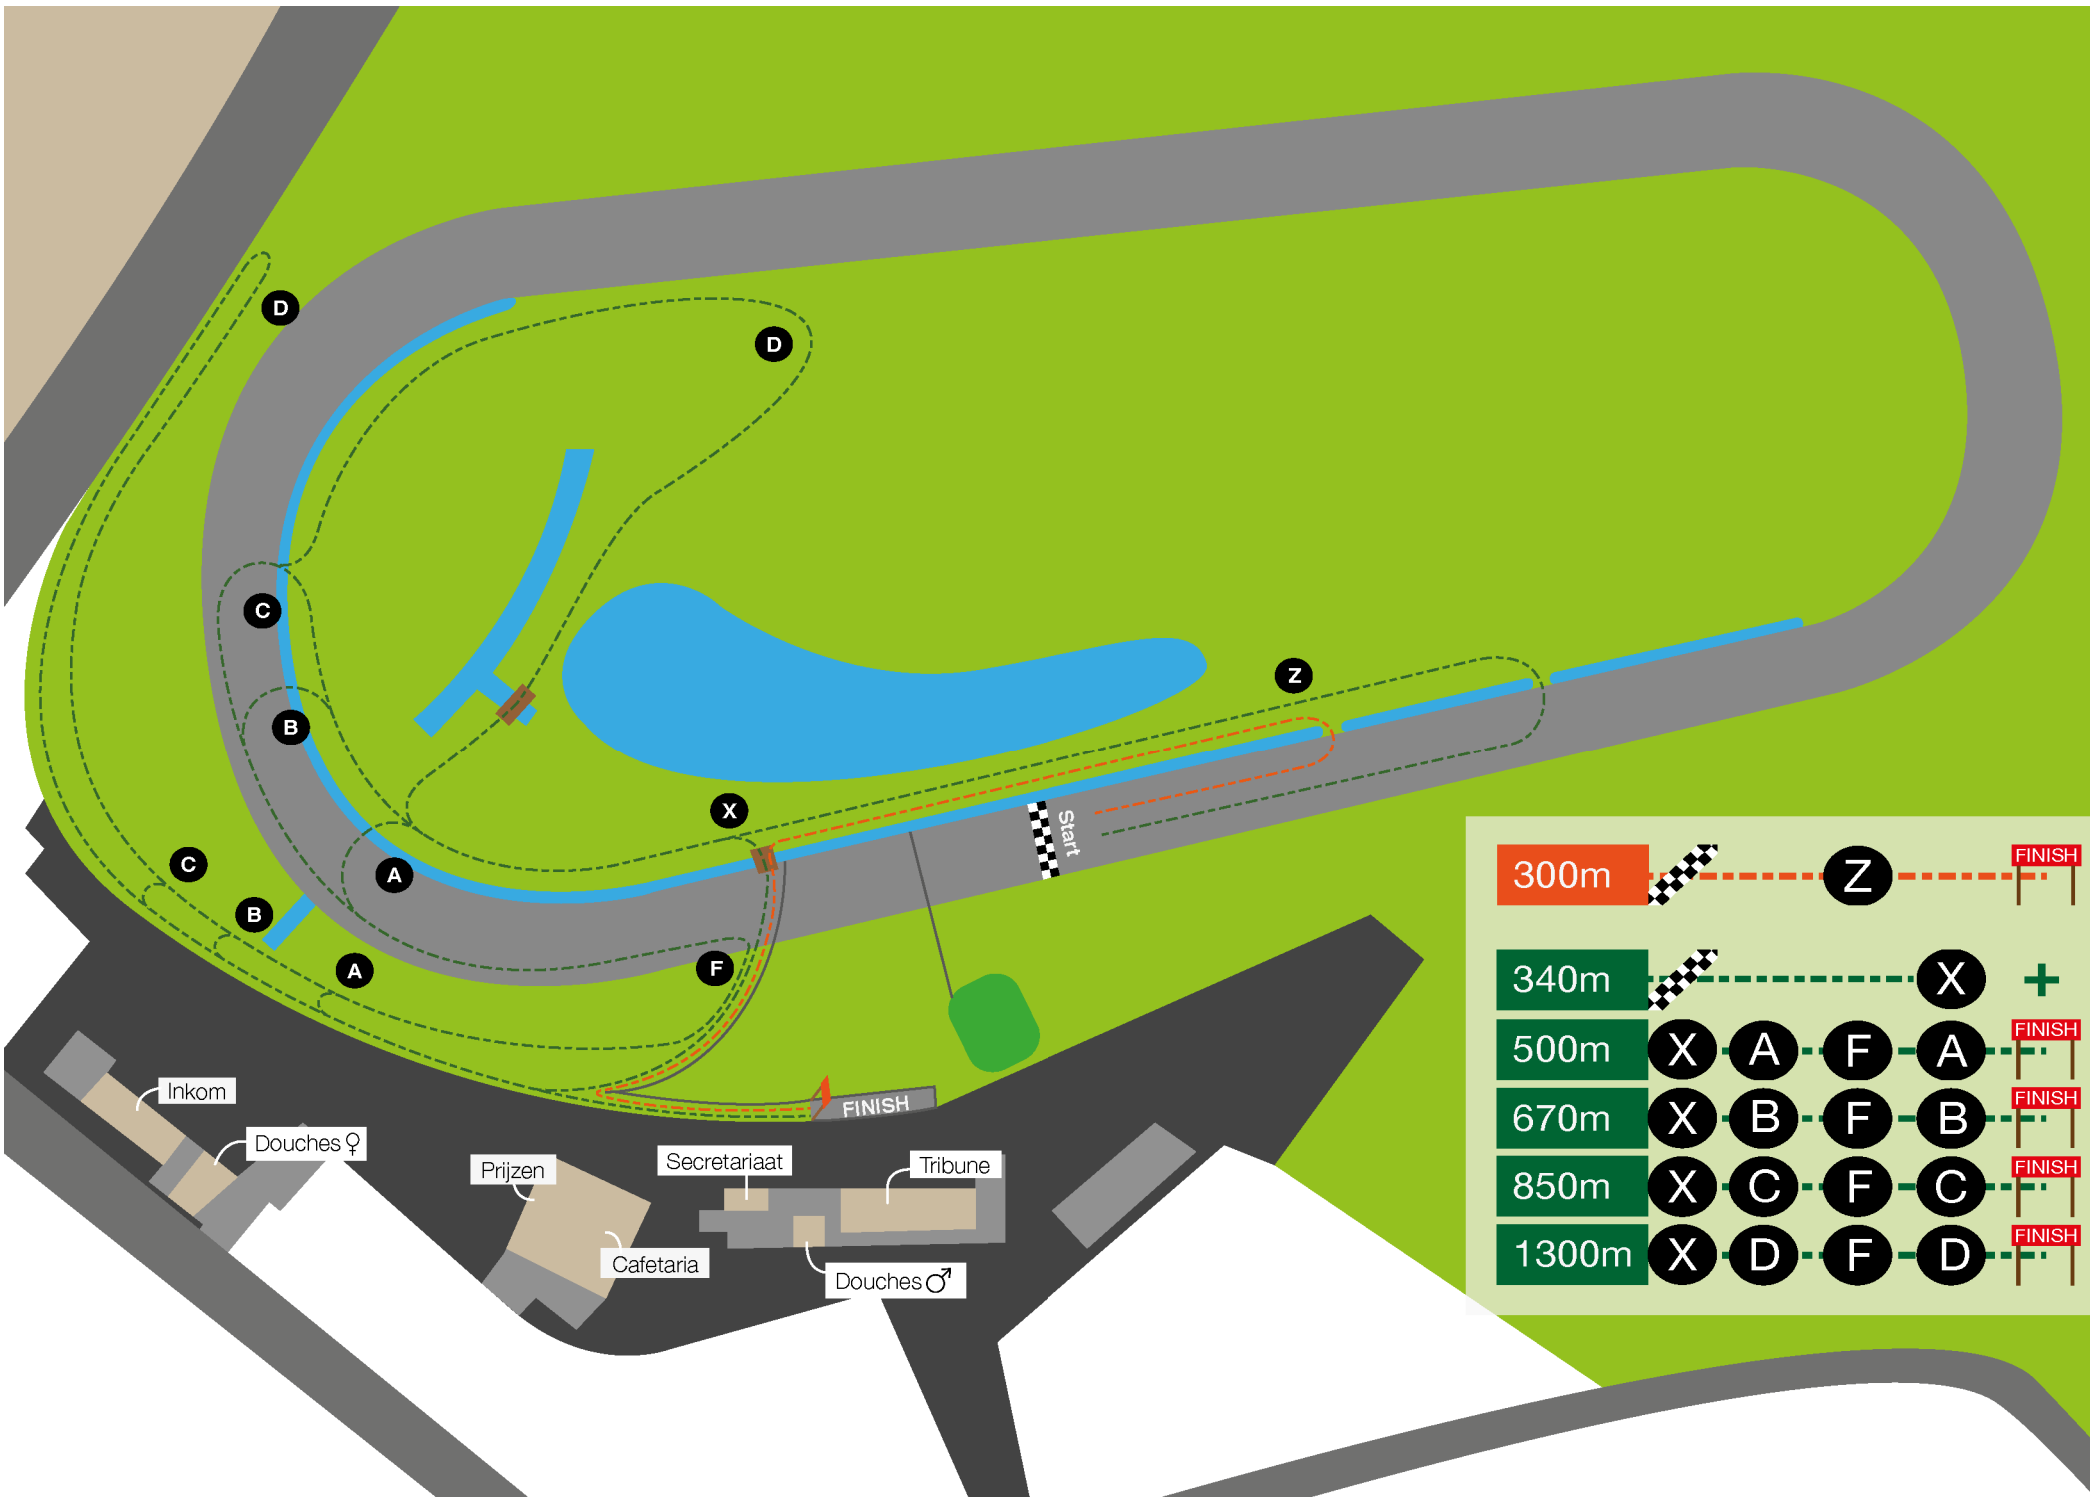 D
D
C
Z
B
X
Start
C
A
B
A
F
FINISH
300m Z FINISH
340m X +
500m X A F A FINISH
670m X B F B FINISH
850m X C F C FINISH
1300m X D F D FINISH
Inkom
Douches ♀
Prijzen
Secretariaat
Tribune
Cafetaria
Douches ♂